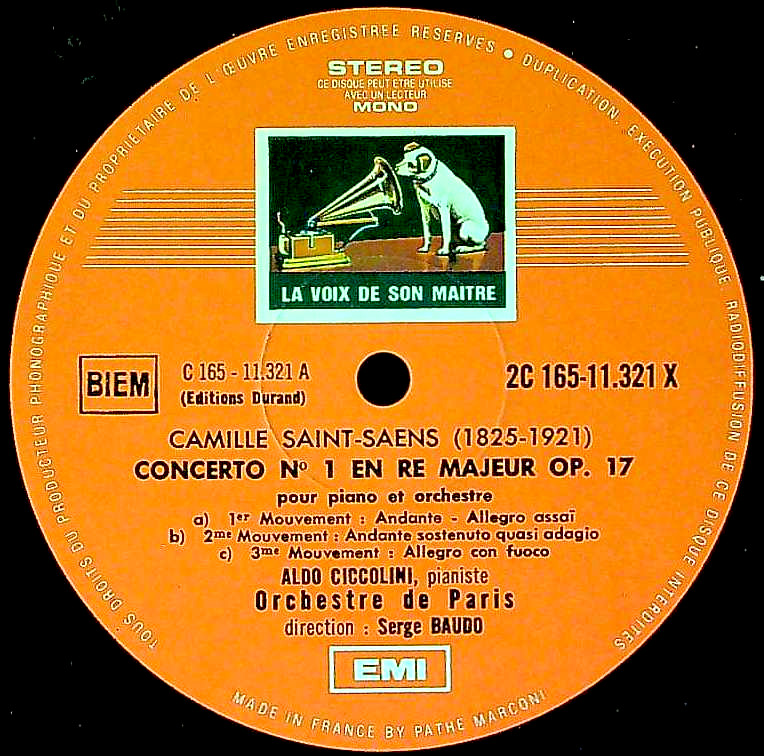 TOUS DROITS DU PRODUCTEUR PHONOGRAPHIQUE ET DU PROPRIETAIRE DE L'ŒUVRE ENREGISTREE RESERVES • DUPLICATION, EXECUTION PUBLIQUE, RADIODIFFUSION DE CE DISQUE INTERDITES
STEREO
CE DISQUE PEUT ETRE UTILISE
AVEC UN LECTEUR
MONO
LA VOIX DE SON MAITRE
BIEM
C 165 - 11.321 A
(Editions Durand)
2C 165-11.321 X
CAMILLE SAINT-SAENS (1825-1921)
CONCERTO Nº 1 EN RE MAJEUR OP. 17
pour piano et orchestre
a) 1er Mouvement : Andante - Allegro assaï
b) 2me Mouvement : Andante sostenuto quasi adagio
c) 3me Mouvement : Allegro con fuoco
ALDO CICCOLINI, pianiste
Orchestre de Paris
direction : Serge BAUDO
EMI
MADE IN FRANCE BY PATHE MARCONI